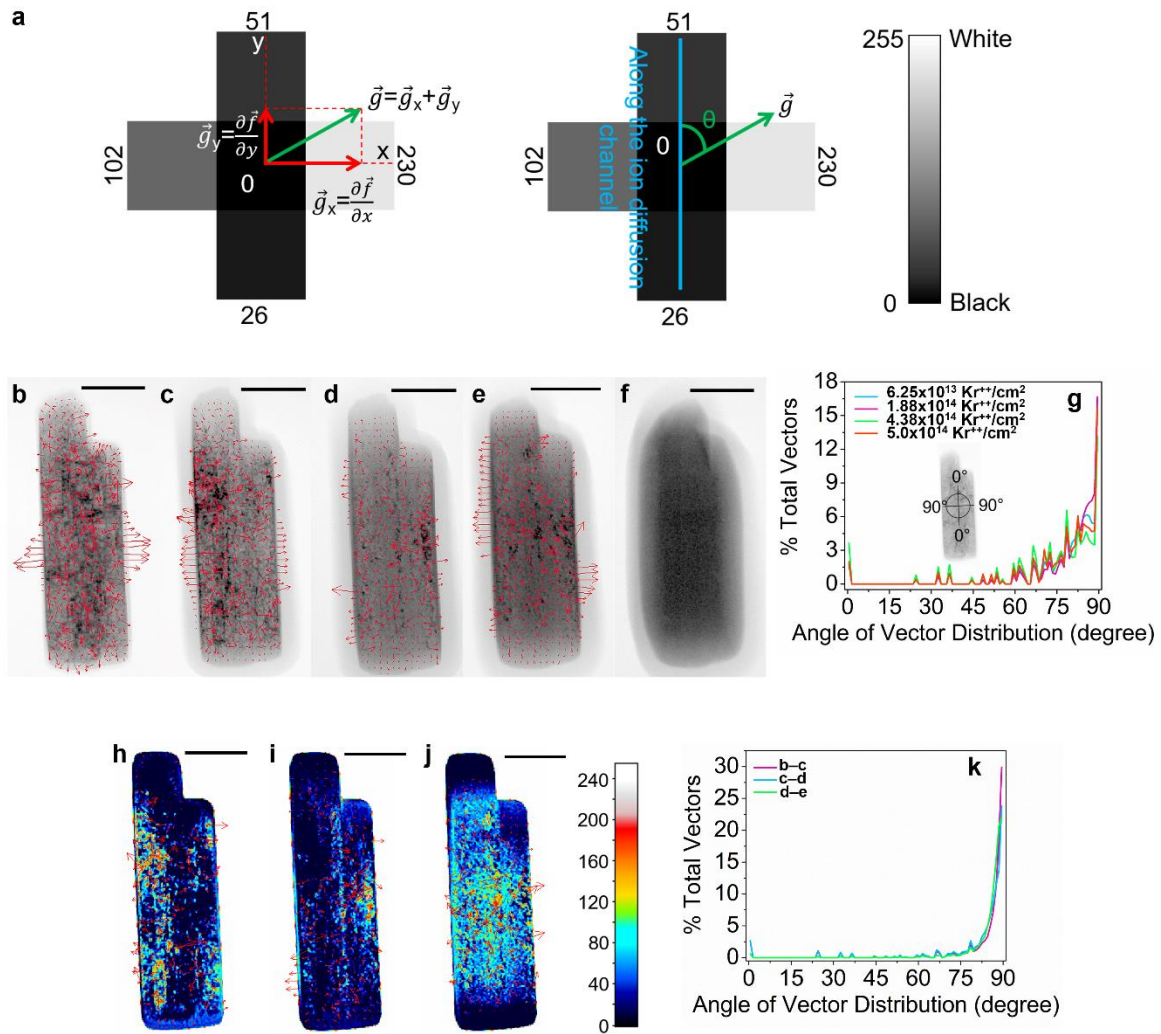 a
51
y
g⃗=g⃗x+g⃗y
g⃗y=∂f⃗/∂y
102
0
x
230
g⃗x=∂f⃗/∂x
26
51
Along the ion diffusion
channel
θ
g⃗
0
102
230
26
255
White
0
Black
b
c
d
e
f
g
18
15
12
9
6
3
0
% Total Vectors
6.25x10¹³ Kr⁺⁺/cm²
1.88x10¹⁴ Kr⁺⁺/cm²
4.38x10¹⁴ Kr⁺⁺/cm²
5.0x10¹⁴ Kr⁺⁺/cm²
0°
90°
90°
0°
0 15 30 45 60 75 90
Angle of Vector Distribution (degree)
h
i
j
240
200
160
120
80
40
0
k
30
25
20
15
10
5
0
% Total Vectors
b–c
c–d
d–e
0 15 30 45 60 75 90
Angle of Vector Distribution (degree)